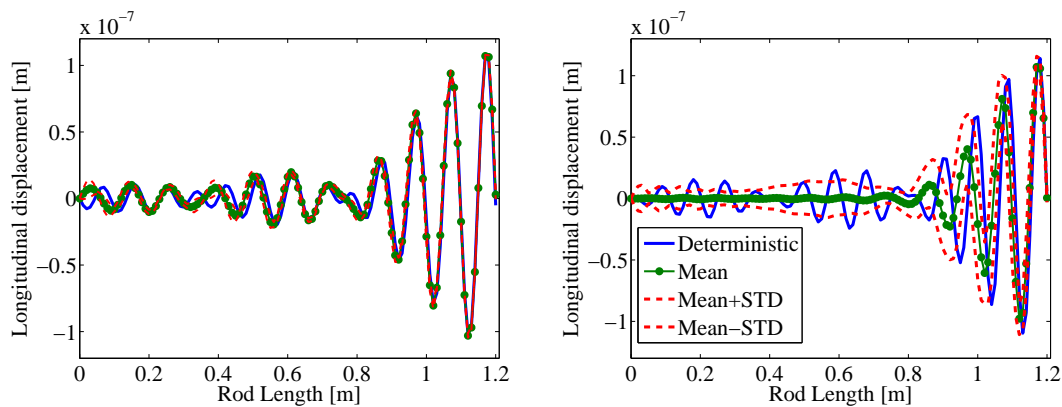 x 10⁻⁷
1
0.5
0
−0.5
−1
Longitudinal displacement [m]
0 0.2 0.4 0.6 0.8 1 1.2
Rod Length [m]
x 10⁻⁷
1
0.5
0
−0.5
−1
Longitudinal displacement [m]
Deterministic
Mean
Mean+STD
Mean−STD
0 0.2 0.4 0.6 0.8 1 1.2
Rod Length [m]